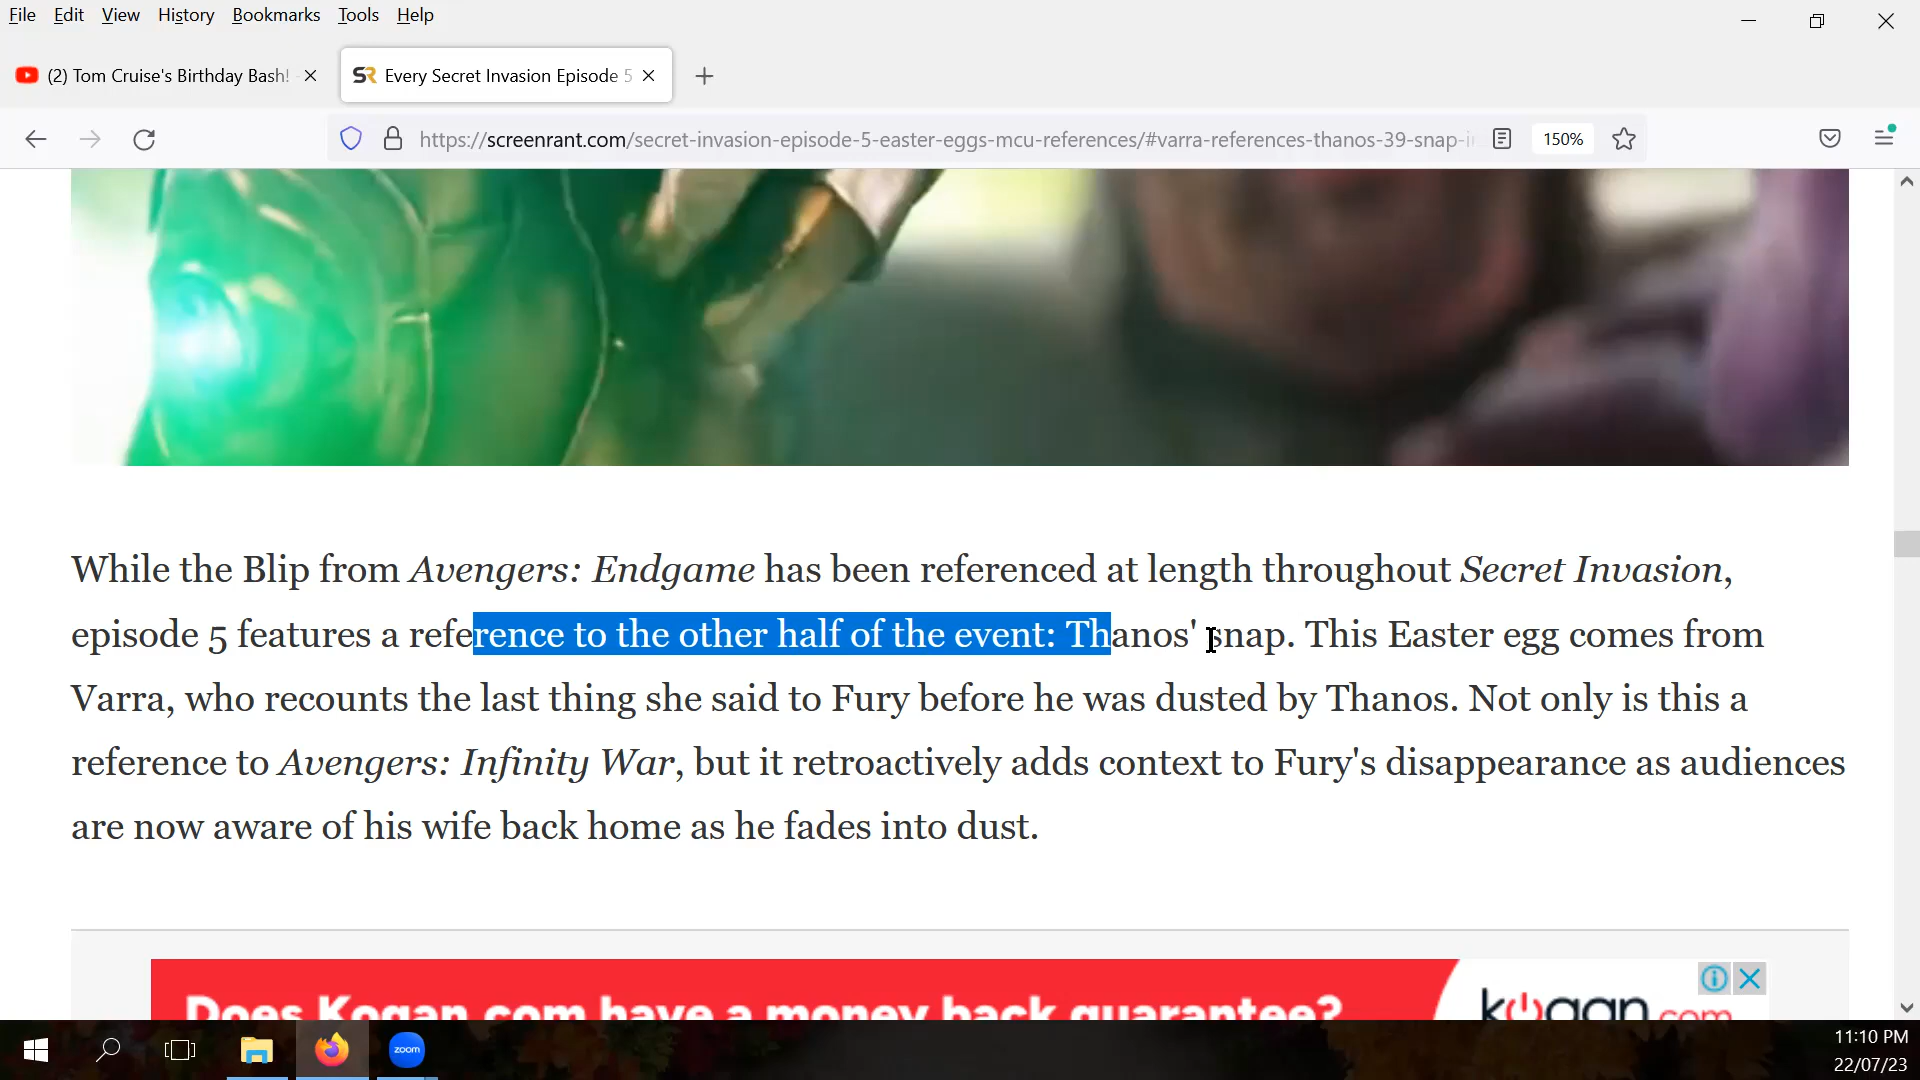 File Edit View History Bookmarks Tools Help
(2) Tom Cruise's Birthday Bash!
SR Every Secret Invasion Episode 5
https://screenrant.com/secret-invasion-episode-5-easter-eggs-mcu-references/#varra-references-thanos-39-snap-i
150%
While the Blip from Avengers: Endgame has been referenced at length throughout Secret Invasion,
episode 5 features a reference to the other half of the event: Thanos' snap. This Easter egg comes from
Varra, who recounts the last thing she said to Fury before he was dusted by Thanos. Not only is this a
reference to Avengers: Infinity War, but it retroactively adds context to Fury's disappearance as audiences
are now aware of his wife back home as he fades into dust.
Does Kogan.com have a money back guarantee?
kogan.com
zoom
11:10 PM
22/07/23